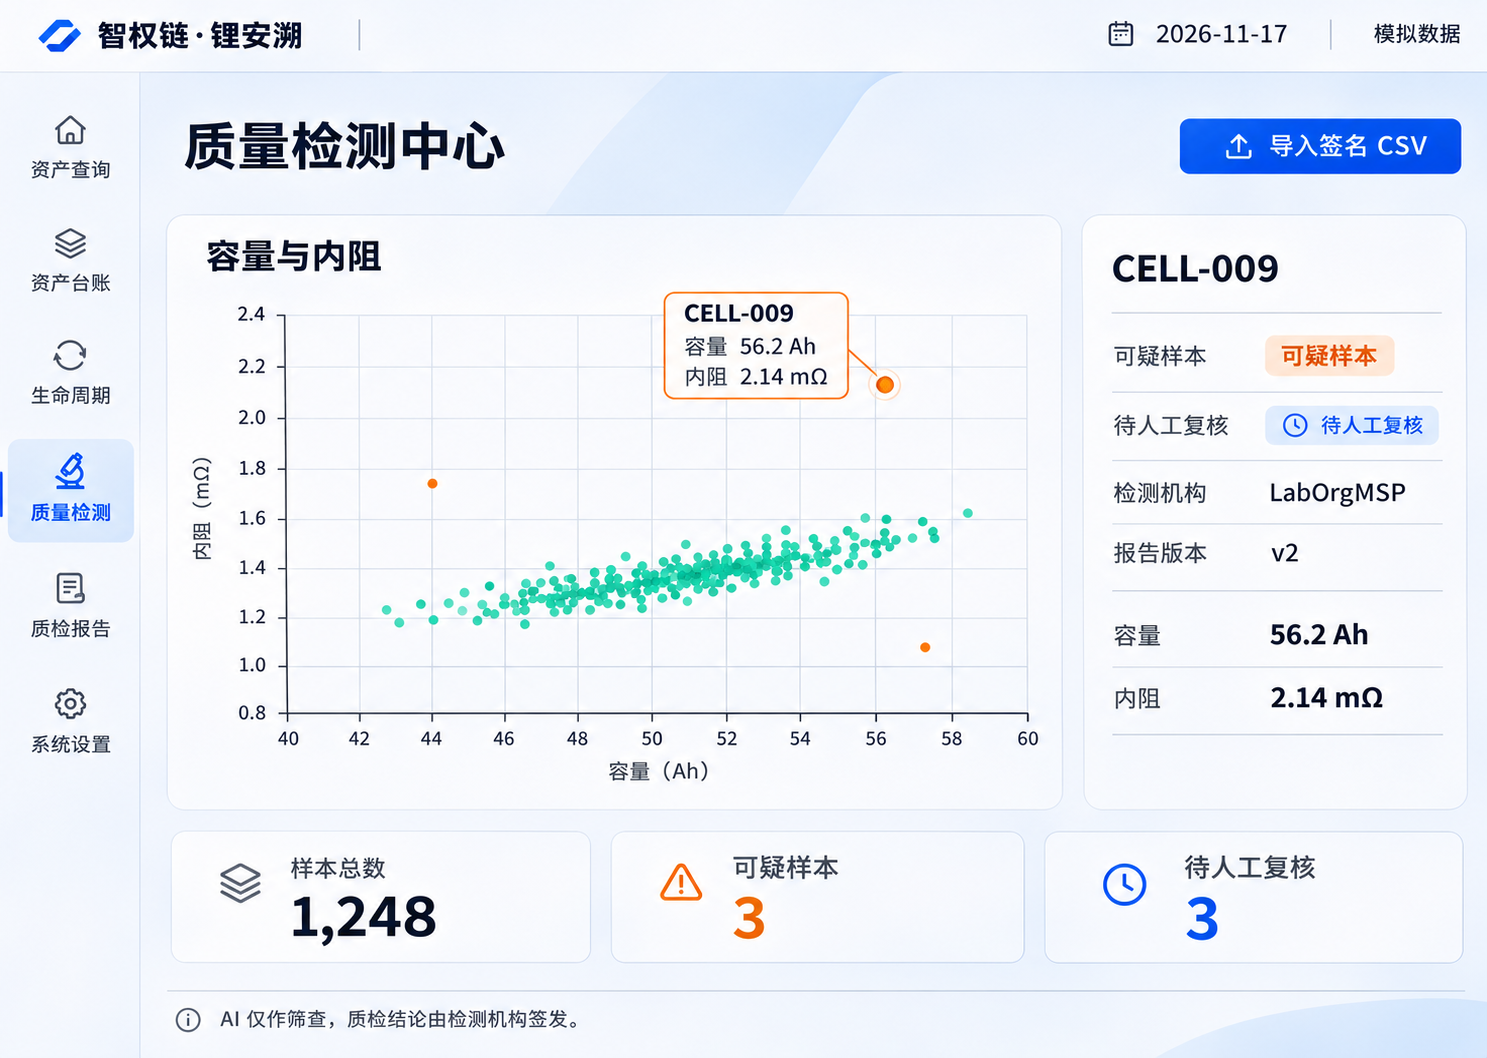 智权链·锂安溯
2026-11-17
模拟数据
资产查询
资产台账
生命周期
质量检测
质检报告
系统设置
质量检测中心
导入签名 CSV
容量与内阻
内阻（mΩ）
2.4
2.2
2.0
1.8
1.6
1.4
1.2
1.0
0.8
CELL-009
容量 56.2 Ah
内阻 2.14 mΩ
40 42 44 46 48 50 52 54 56 58 60
容量（Ah）
CELL-009
可疑样本 可疑样本
待人工复核 待人工复核
检测机构 LabOrgMSP
报告版本 v2
容量 56.2 Ah
内阻 2.14 mΩ
样本总数
1,248
可疑样本
3
待人工复核
3
AI 仅作筛查，质检结论由检测机构签发。